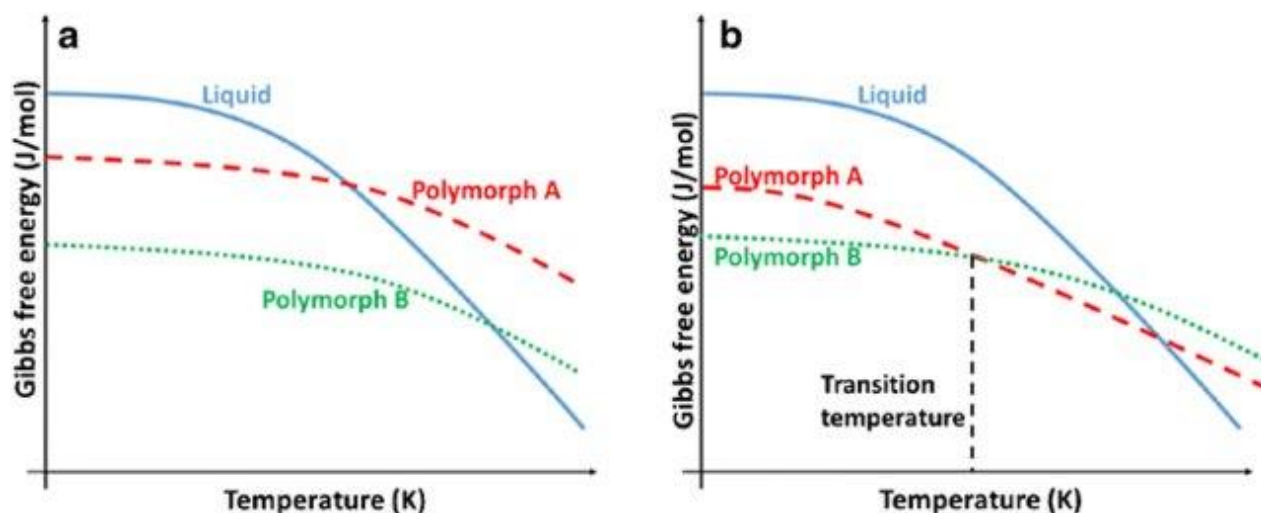 a
Gibbs free energy (J/mol)
Liquid
Polymorph A
Polymorph B
Temperature (K)
b
Gibbs free energy (J/mol)
Liquid
Polymorph A
Polymorph B
Transition
temperature
Temperature (K)